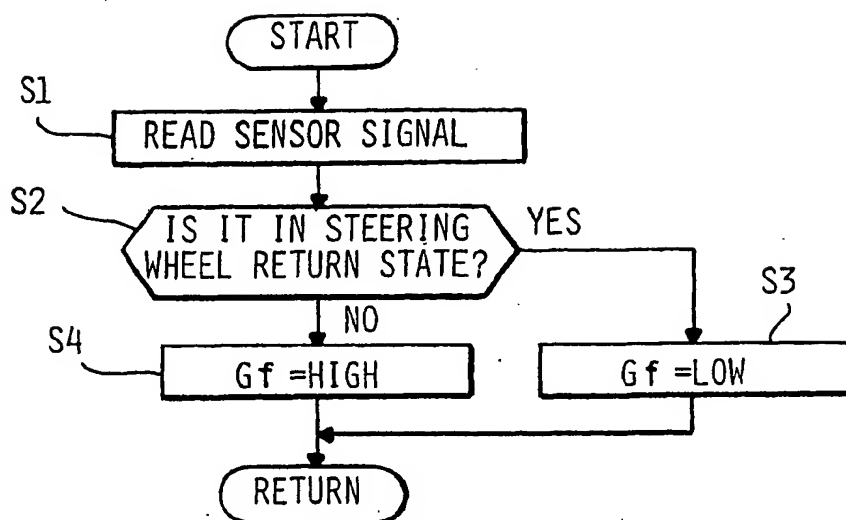 START
S1
READ SENSOR SIGNAL
S2
IS IT IN STEERING
WHEEL RETURN STATE?
YES
NO
S3
S4
Gf =HIGH
Gf =LOW
RETURN